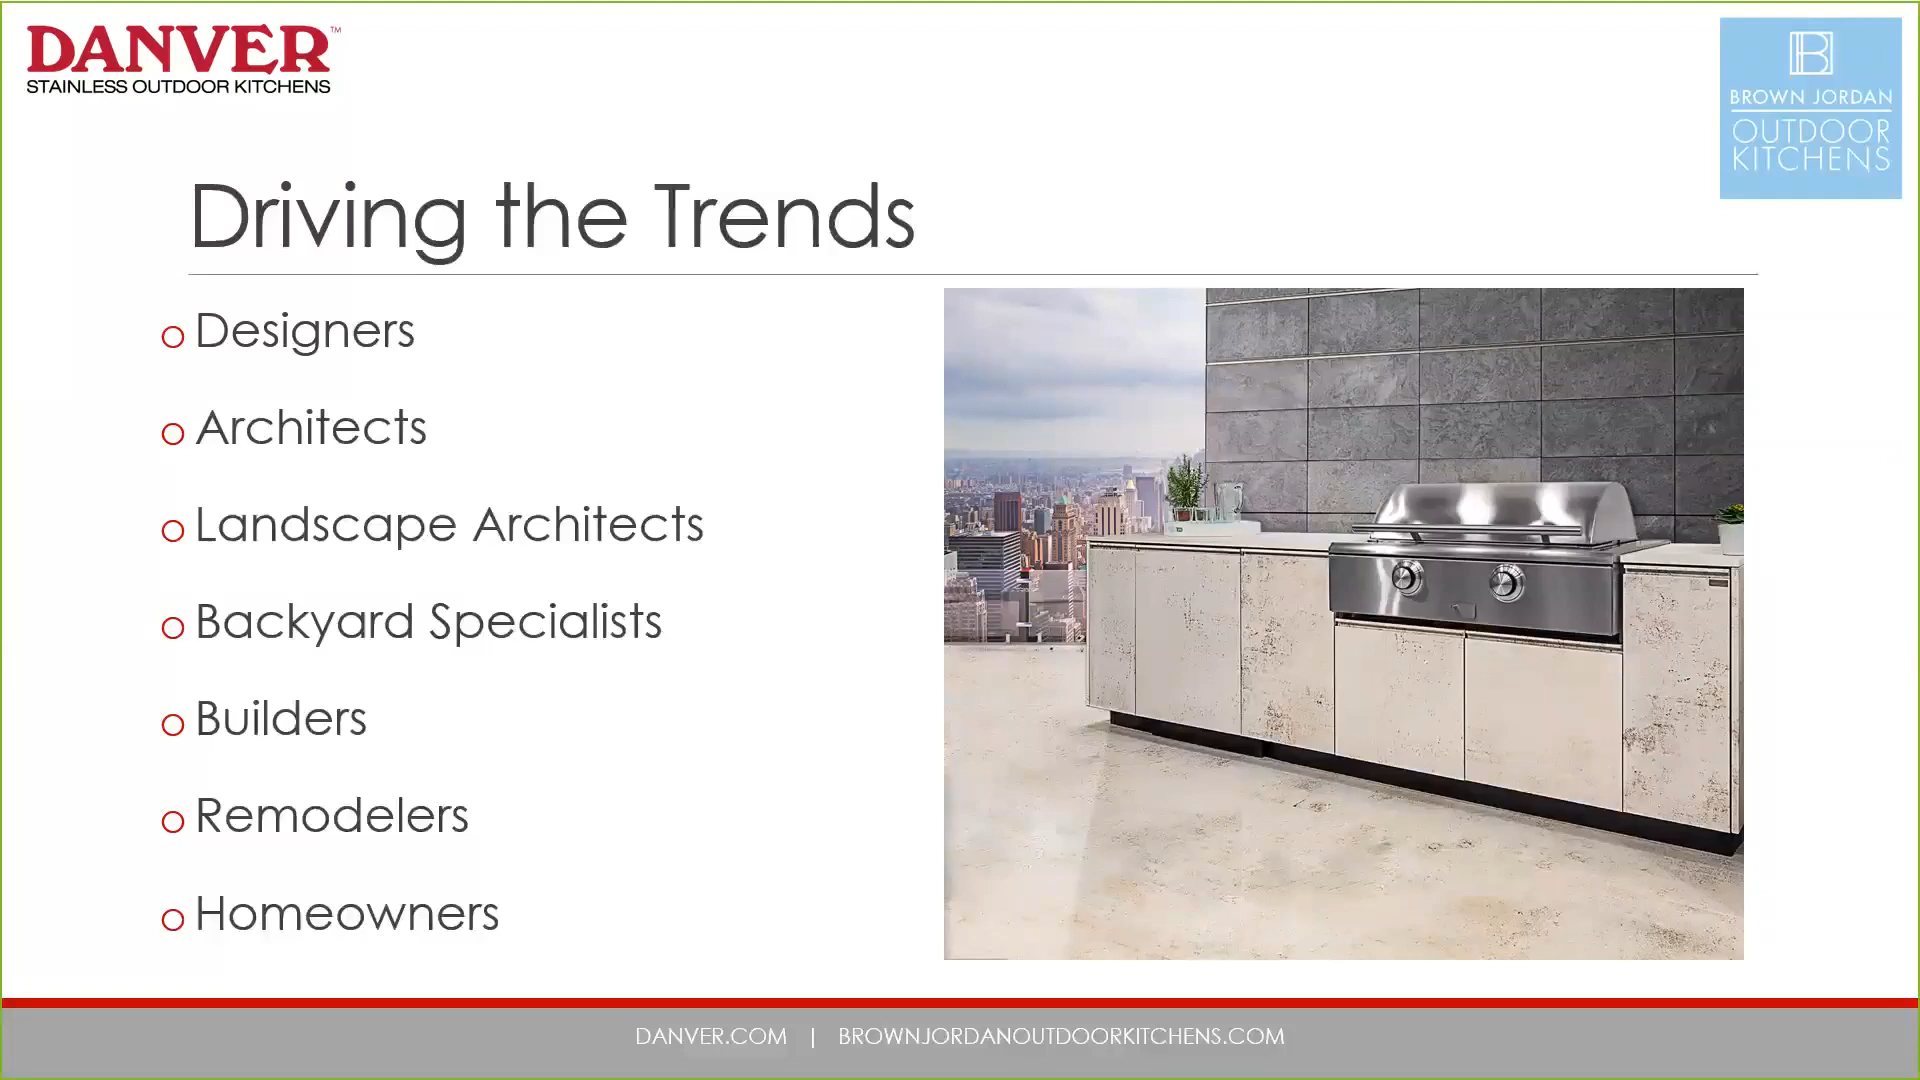 DANVER™
STAINLESS OUTDOOR KITCHENS
B
BROWN JORDAN
OUTDOOR
KITCHENS
Driving the Trends
Designers
Architects
Landscape Architects
Backyard Specialists
Builders
Remodelers
Homeowners
DANVER.COM | BROWNJORDANOUTDOORKITCHENS.COM